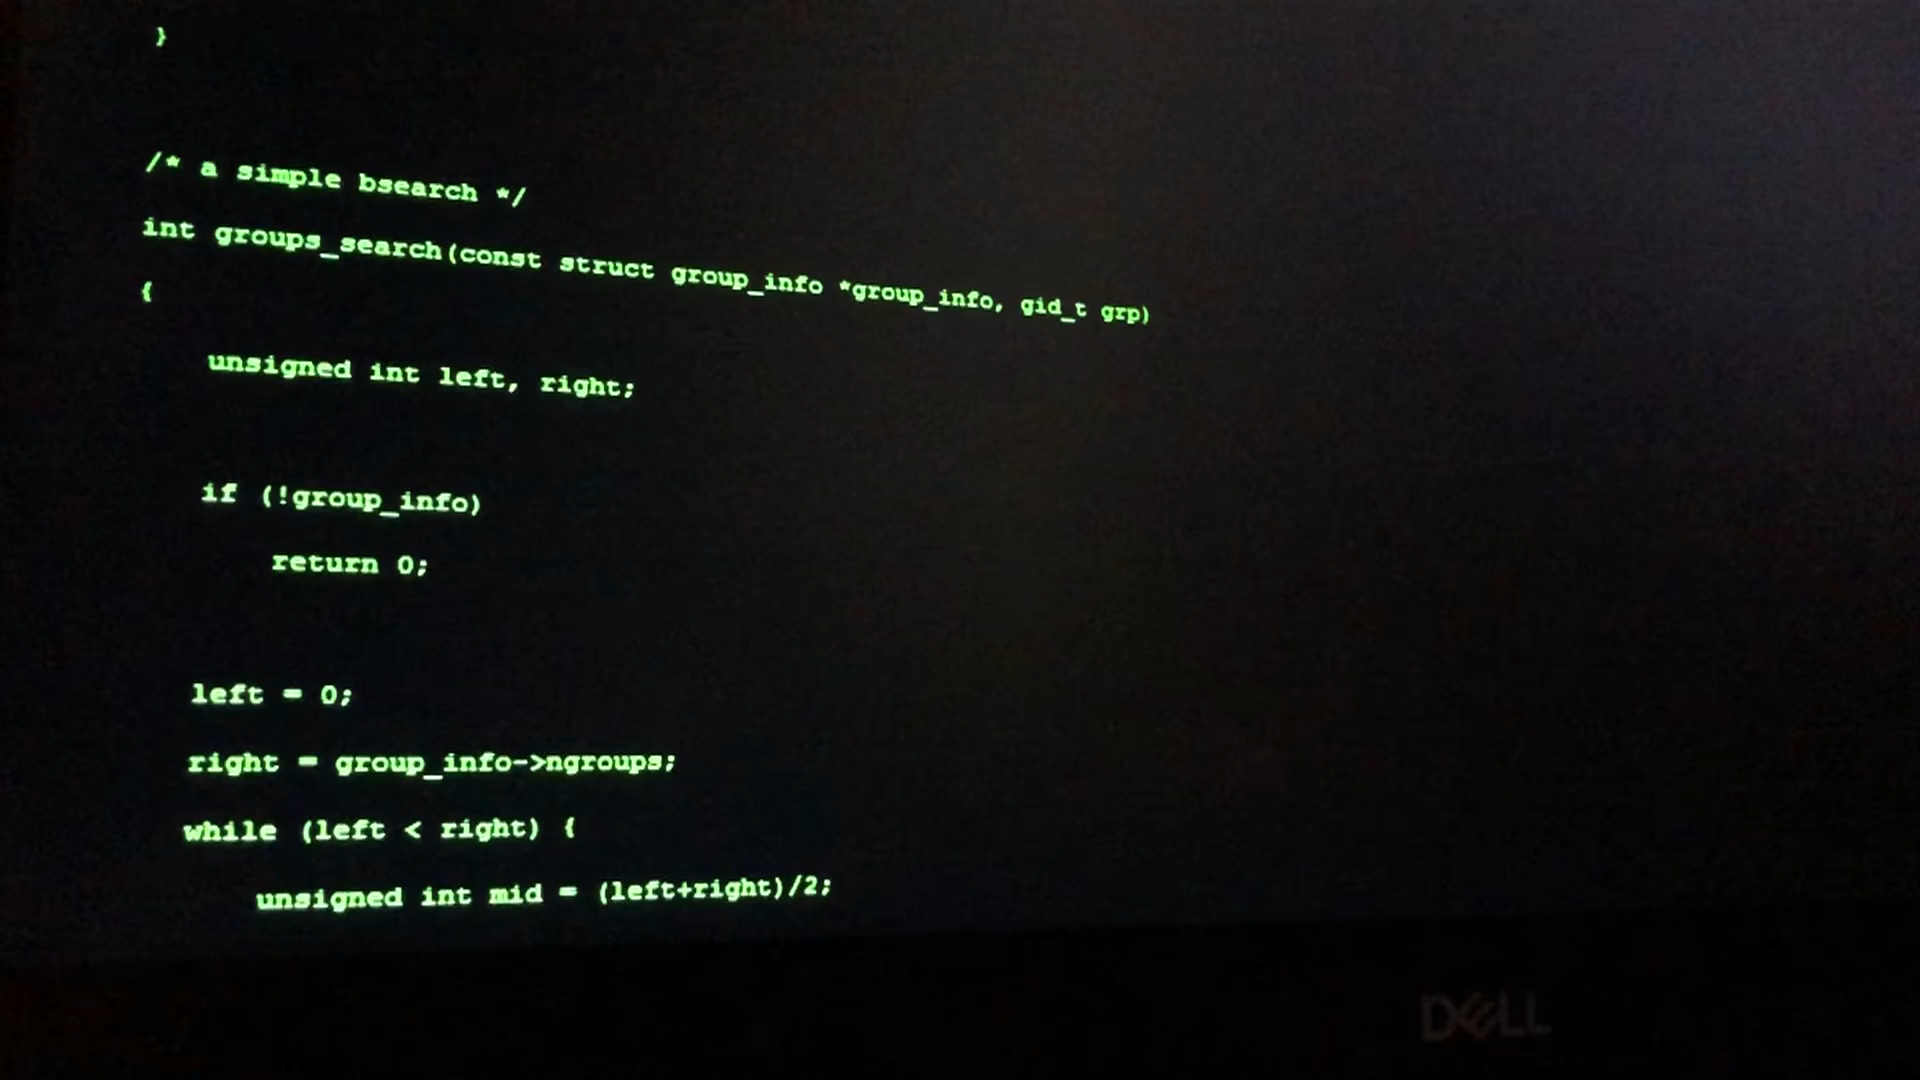 }
/* a simple bsearch */
int groups_search(const struct group_info *group_info, gid_t grp)
{
unsigned int left, right;
if (!group_info)
return 0;
left = 0;
right = group_info->ngroups;
while (left < right) {
unsigned int mid = (left+right)/2;
DELL